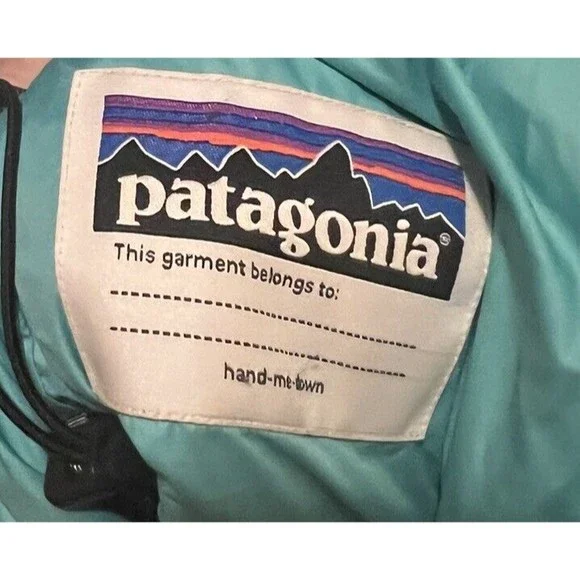 patagonia®
This garment belongs to:
hand-me-down